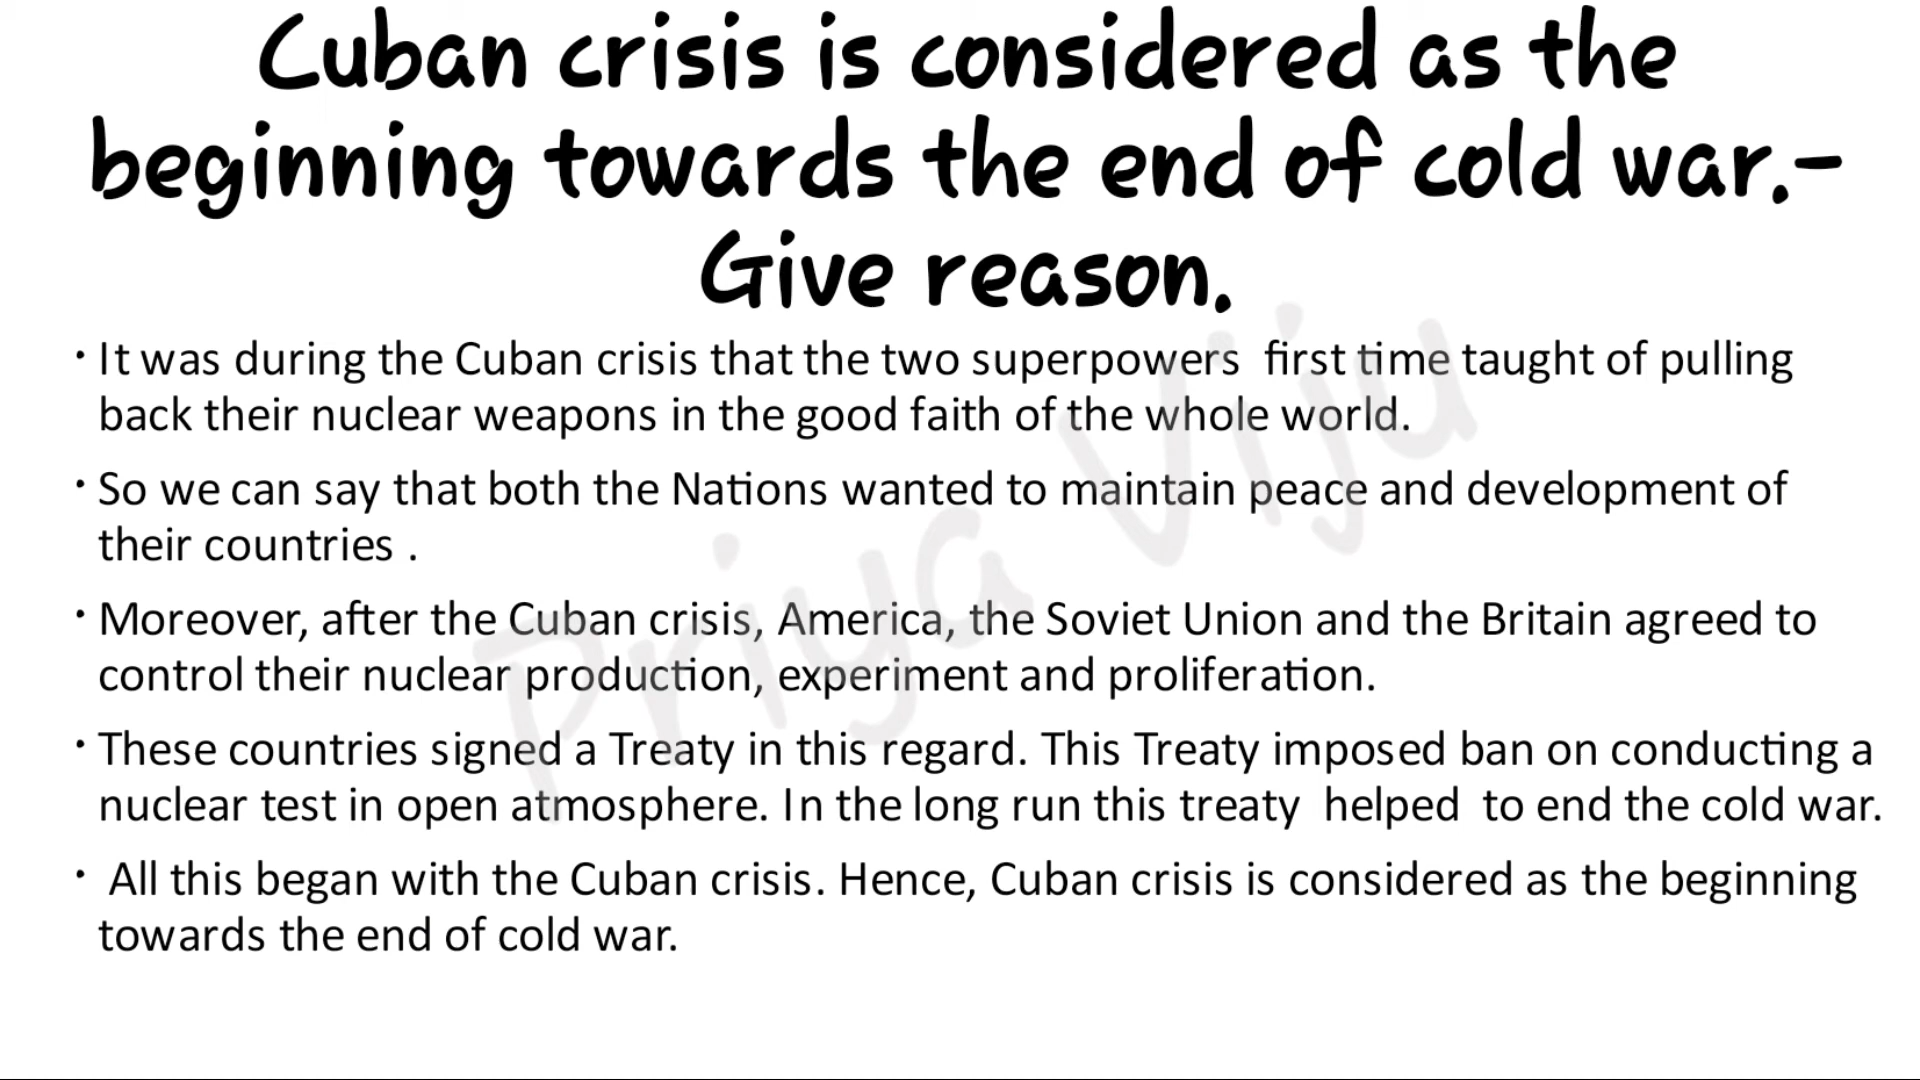 Cuban crisis is considered as the
beginning towards the end of cold war.-
Give reason.
• It was during the Cuban crisis that the two superpowers  first time taught of pulling
back their nuclear weapons in the good faith of the whole world.
• So we can say that both the Nations wanted to maintain peace and development of
their countries .
• Moreover, after the Cuban crisis, America, the Soviet Union and the Britain agreed to
control their nuclear production, experiment and proliferation.
• These countries signed a Treaty in this regard. This Treaty imposed ban on conducting a
nuclear test in open atmosphere. In the long run this treaty  helped  to end the cold war.
•  All this began with the Cuban crisis. Hence, Cuban crisis is considered as the beginning
towards the end of cold war.
Priya Viju